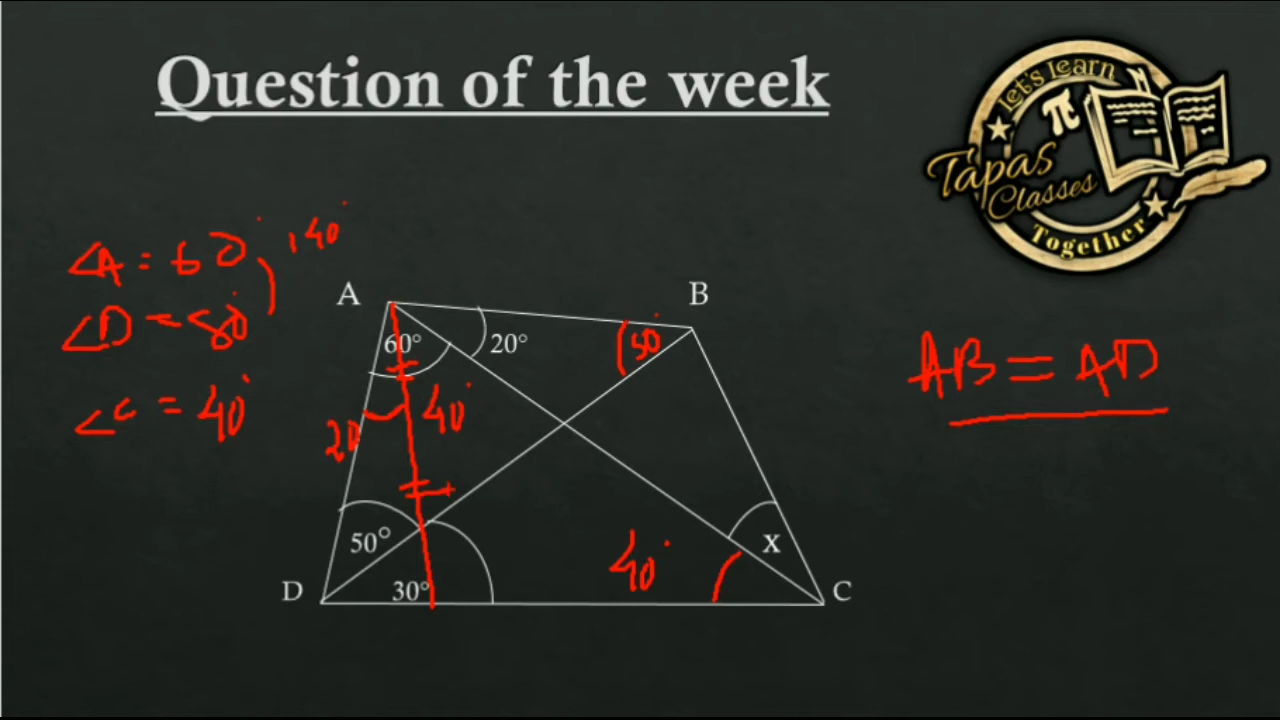 Question of the week
Let's Learn
π
Tapas
Classes
Together
∠A = 60°, 140°
∠D = 80°
∠C = 40°
A
B
60°
20°
50°
40°
20
AB = AD
50°
30°
40°
X
D
C